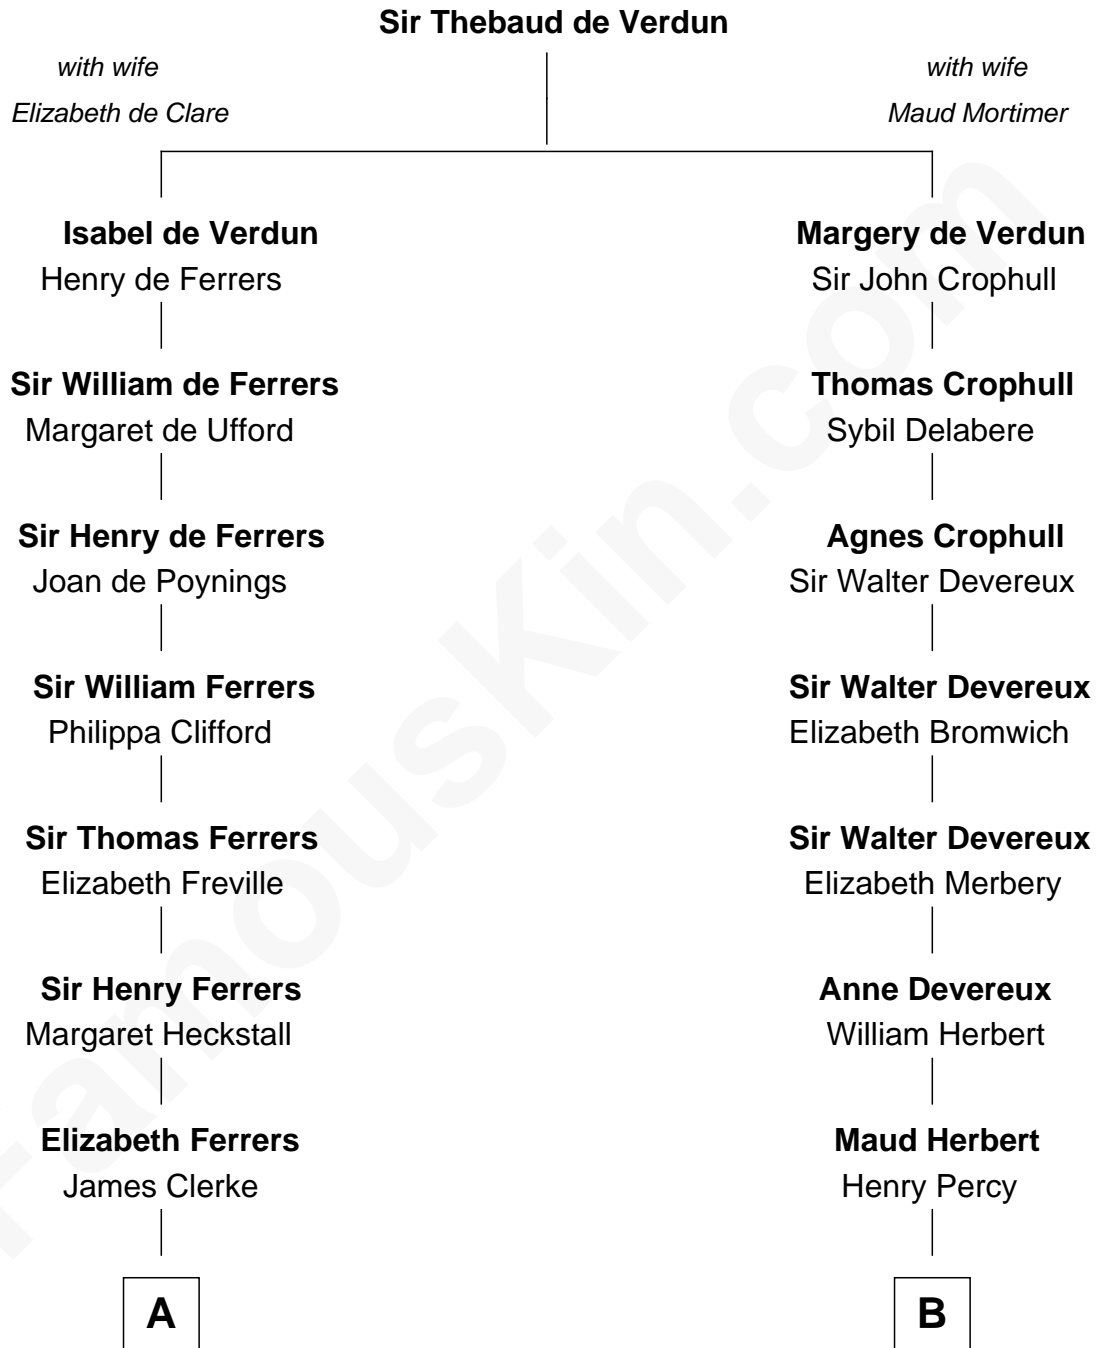 Sir Thebaud de Verdun
with wife
Elizabeth de Clare
with wife
Maud Mortimer
Isabel de Verdun
Henry de Ferrers
Margery de Verdun
Sir John Crophull
Sir William de Ferrers
Margaret de Ufford
Thomas Crophull
Sybil Delabere
Sir Henry de Ferrers
Joan de Poynings
Agnes Crophull
Sir Walter Devereux
Sir William Ferrers
Philippa Clifford
Sir Walter Devereux
Elizabeth Bromwich
Sir Thomas Ferrers
Elizabeth Freville
Sir Walter Devereux
Elizabeth Merbery
Sir Henry Ferrers
Margaret Heckstall
Anne Devereux
William Herbert
Elizabeth Ferrers
James Clerke
Maud Herbert
Henry Percy
A
B
FamousKin.com